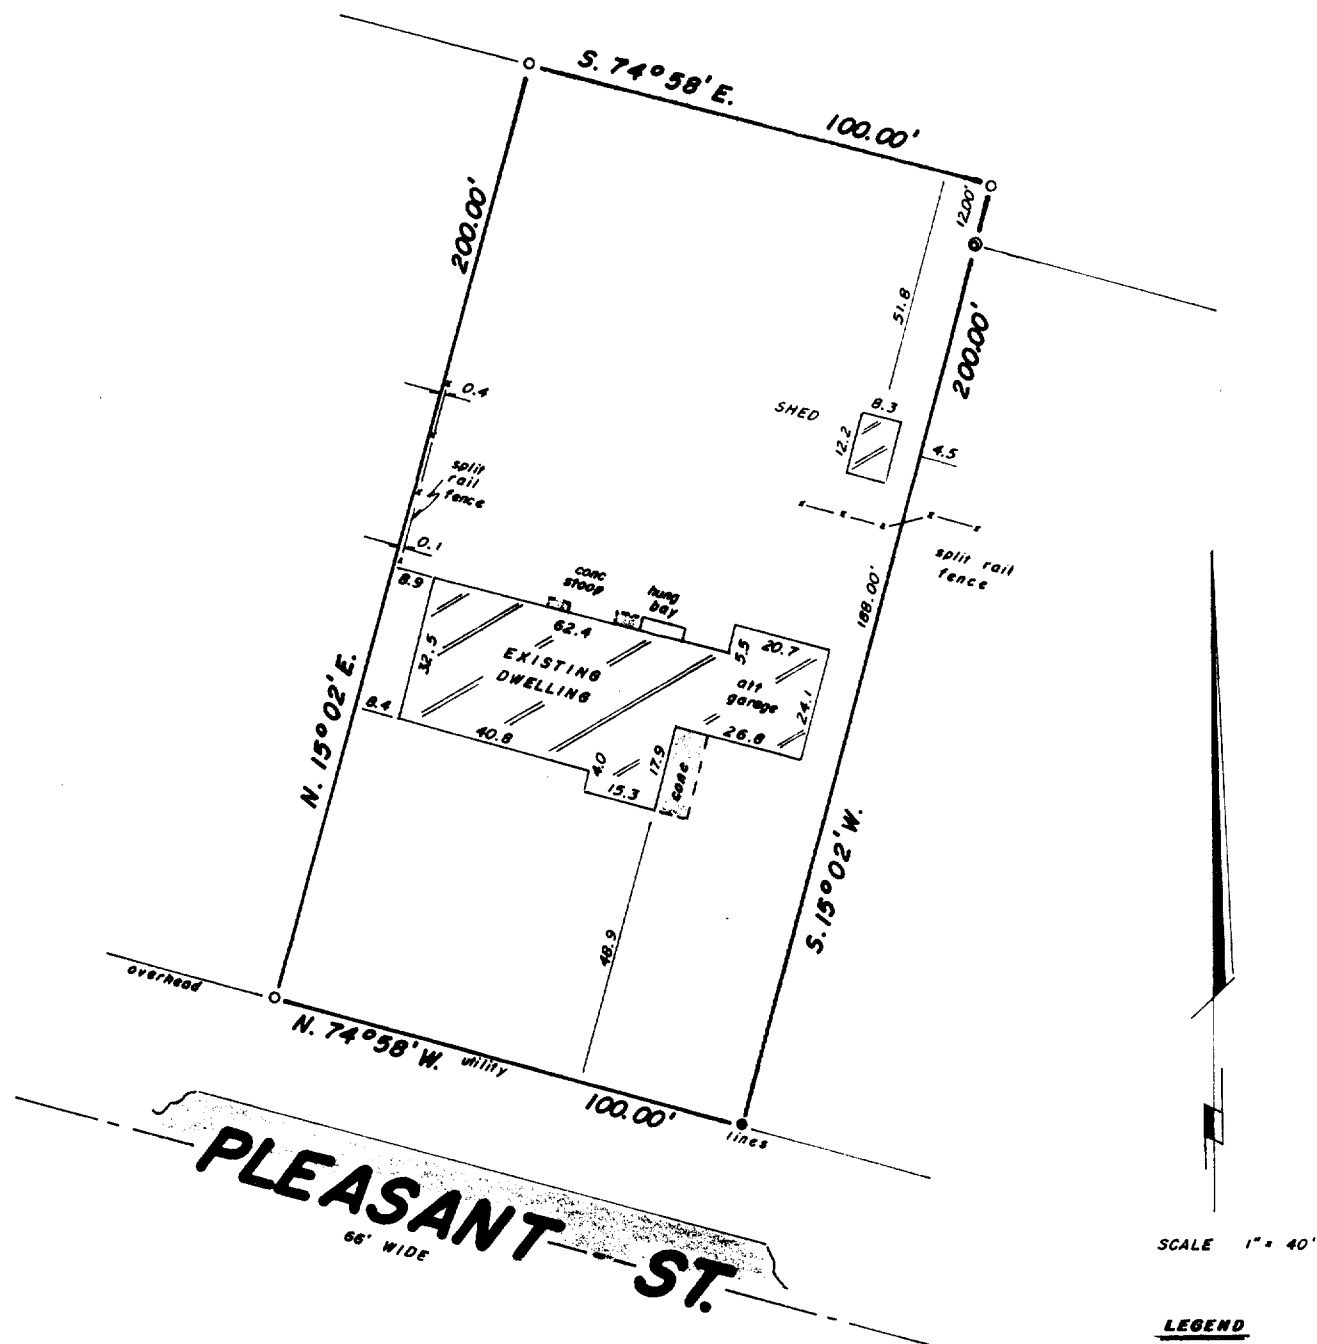 S. 74°58' E.
100.00'
12.00'
200.00'
51.8
200.00'
0.4
SHED
8.3
12.2
4.5
split
rail
fence
0.1
split rail
fence
188.00'
8.9
conc
stoop
hung
bay
62.4
32.5
EXISTING
DWELLING
5.5
20.7
att
garage
24.1
8.4
40.8
26.8
4.0
17.9
15.3
conc
N. 15°02' E.
S. 15°02' W.
48.9
overhead
N. 74°58' W.
utility
100.00'
lines
PLEASANT ST.
66' WIDE
SCALE 1" = 40'
LEGEND